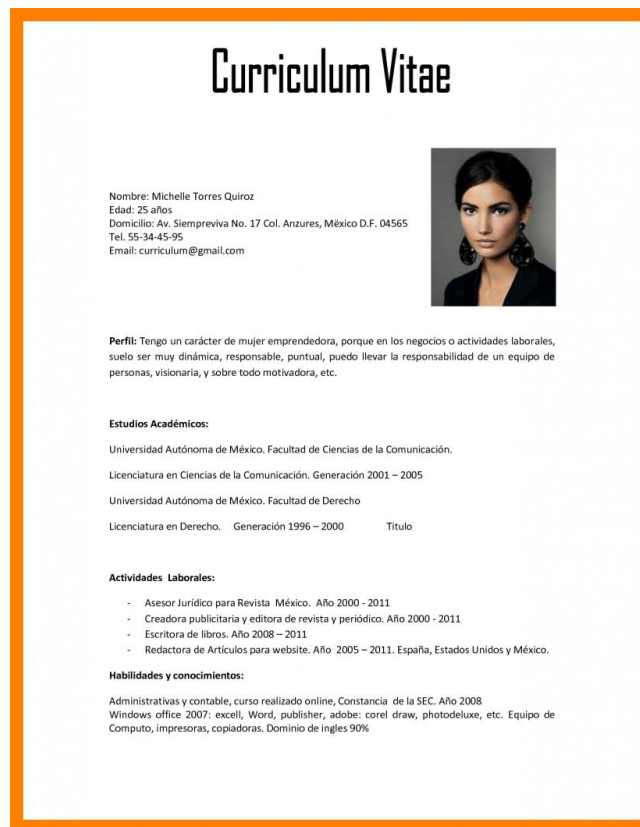 Curriculum Vitae
Nombre: Michelle Torres Quiroz
Edad: 25 años
Domicilio: Av. Siempreviva No. 17 Col. Anzures, Mëxico D.F. 04565
Tel. 55-34-45-95
Email: curriculum@gmail.com
Perfil: Tengo un carácter de mujer emprendedora, porque en los negocios o actividades laborales,
suelo ser muy dinámica, responsable, puntual, puedo llevar la responsabilidad de un equipo de
personas, visionaria, y sobre todo motivadora, etc.
Estudios Académicos:
Universidad Autónoma de México. Facultad de Ciencias de la Comunicación.
Licenciatura en Ciencias de la Comunicación. Generación 2001 – 2005
Universidad Autónoma de México. Facultad de Derecho
Licenciatura en Derecho. Generación 1996 – 2000 Titulo
Actividades Laborales:
- Asesor Jurídico para Revista México. Año 2000 - 2011
- Creadora publicitaria y editora de revista y periódico. Año 2000 - 2011
- Escritora de libros. Año 2008 – 2011
- Redactora de Artículos para website. Año 2005 – 2011. España, Estados Unidos y México.
Habilidades y conocimientos:
Administrativas y contable, curso realizado online, Constancia de la SEC. Año 2008
Windows office 2007: excell, Word, publisher, adobe: corel draw, photodeluxe, etc. Equipo de
Computo, impresoras, copiadoras. Dominio de ingles 90%